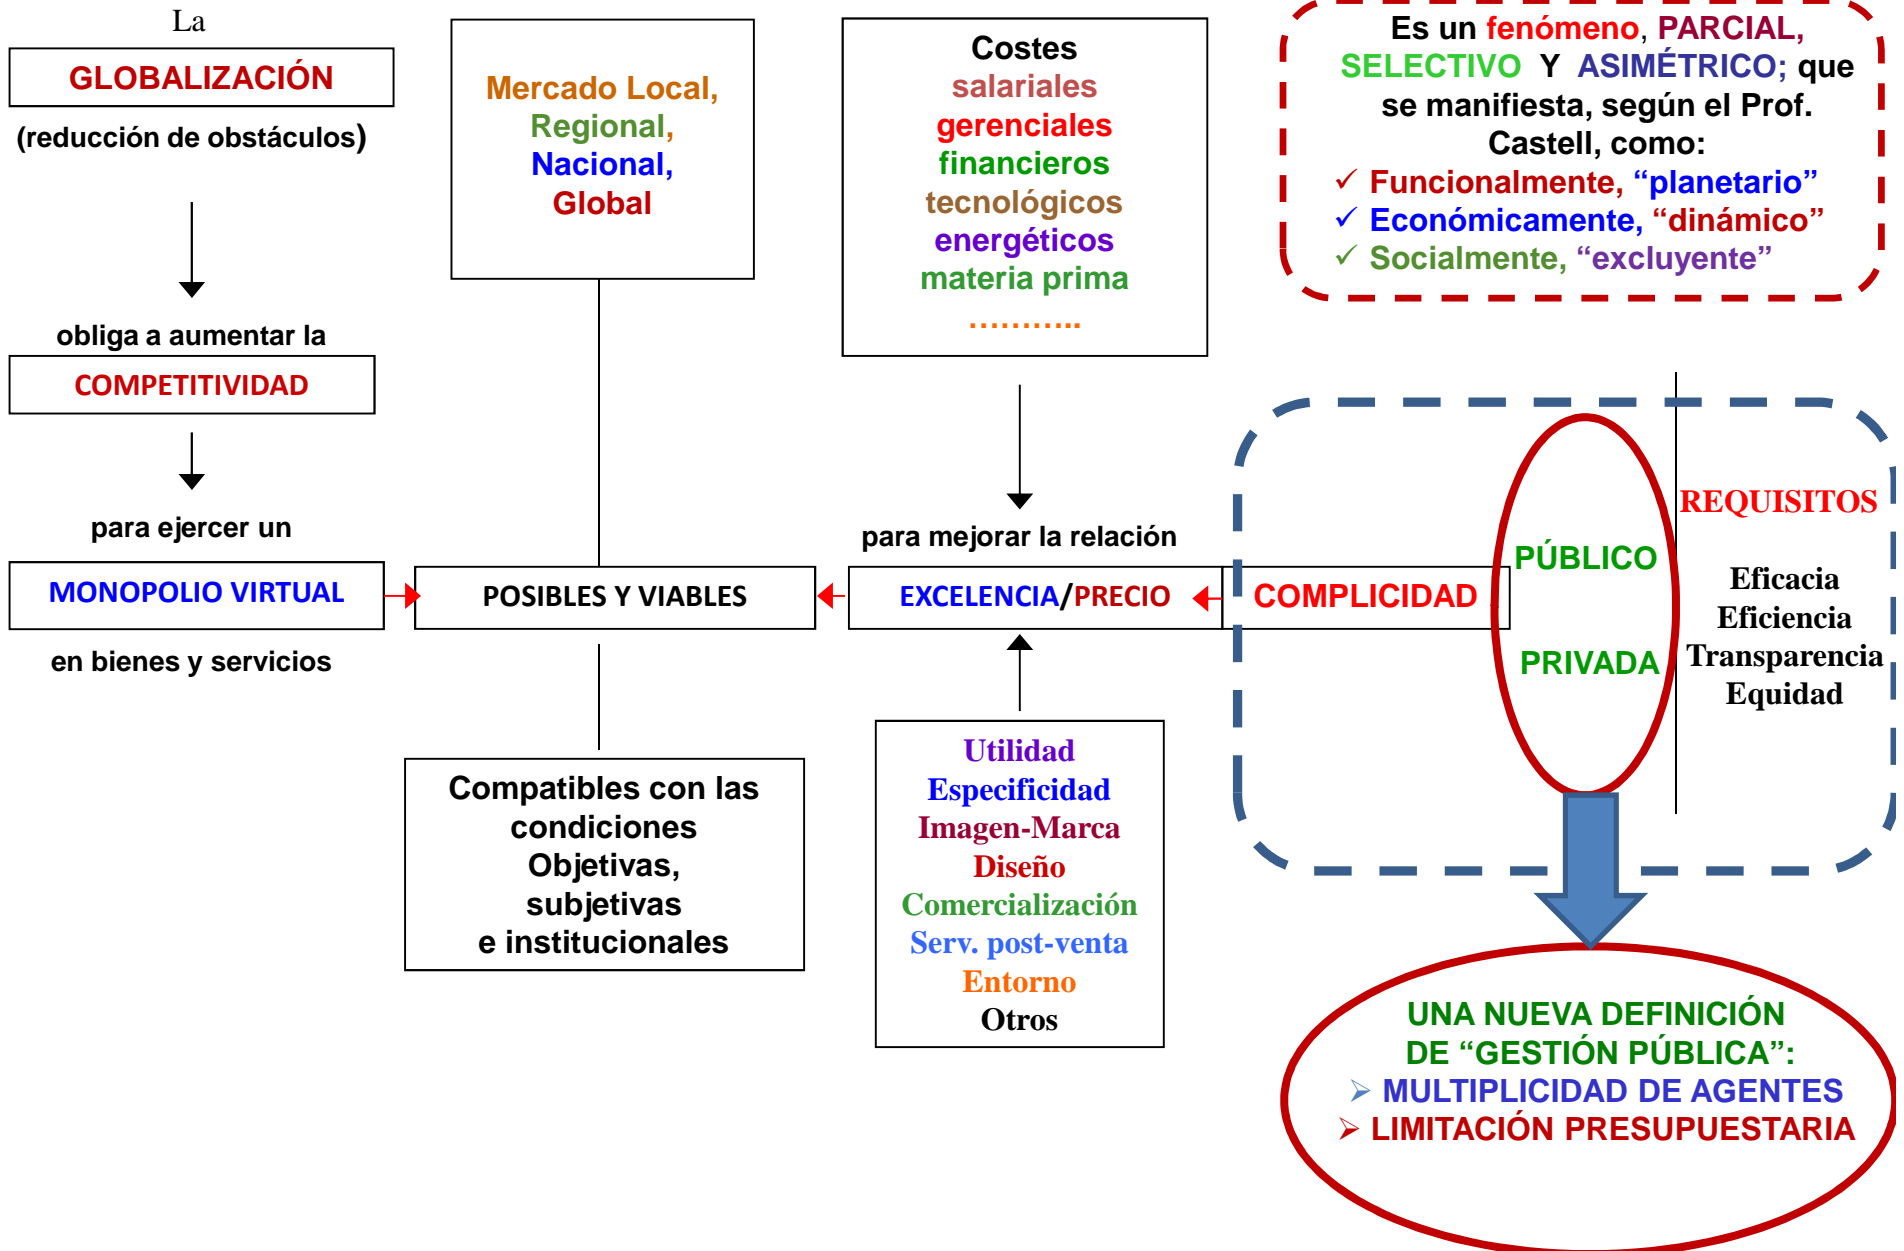 La
GLOBALIZACIÓN
(reducción de obstáculos)
obliga a aumentar la
COMPETITIVIDAD
para ejercer un
MONOPOLIO VIRTUAL
en bienes y servicios
Mercado Local,
Regional,
Nacional,
Global
POSIBLES Y VIABLES
Compatibles con las
condiciones
Objetivas,
subjetivas
e institucionales
Costes
salariales
gerenciales
financieros
tecnológicos
energéticos
materia prima
………..
para mejorar la relación
EXCELENCIA/PRECIO
Utilidad
Especificidad
Imagen-Marca
Diseño
Comercialización
Serv. post-venta
Entorno
Otros
Es un fenómeno, PARCIAL,
SELECTIVO Y ASIMÉTRICO; que
se manifiesta, según el Prof.
Castell, como:
✓ Funcionalmente, “planetario”
✓ Económicamente, “dinámico”
✓ Socialmente, “excluyente”
COMPLICIDAD
PÚBLICO
PRIVADA
REQUISITOS
Eficacia
Eficiencia
Transparencia
Equidad
UNA NUEVA DEFINICIÓN
DE “GESTIÓN PÚBLICA”:
➢ MULTIPLICIDAD DE AGENTES
➢ LIMITACIÓN PRESUPUESTARIA